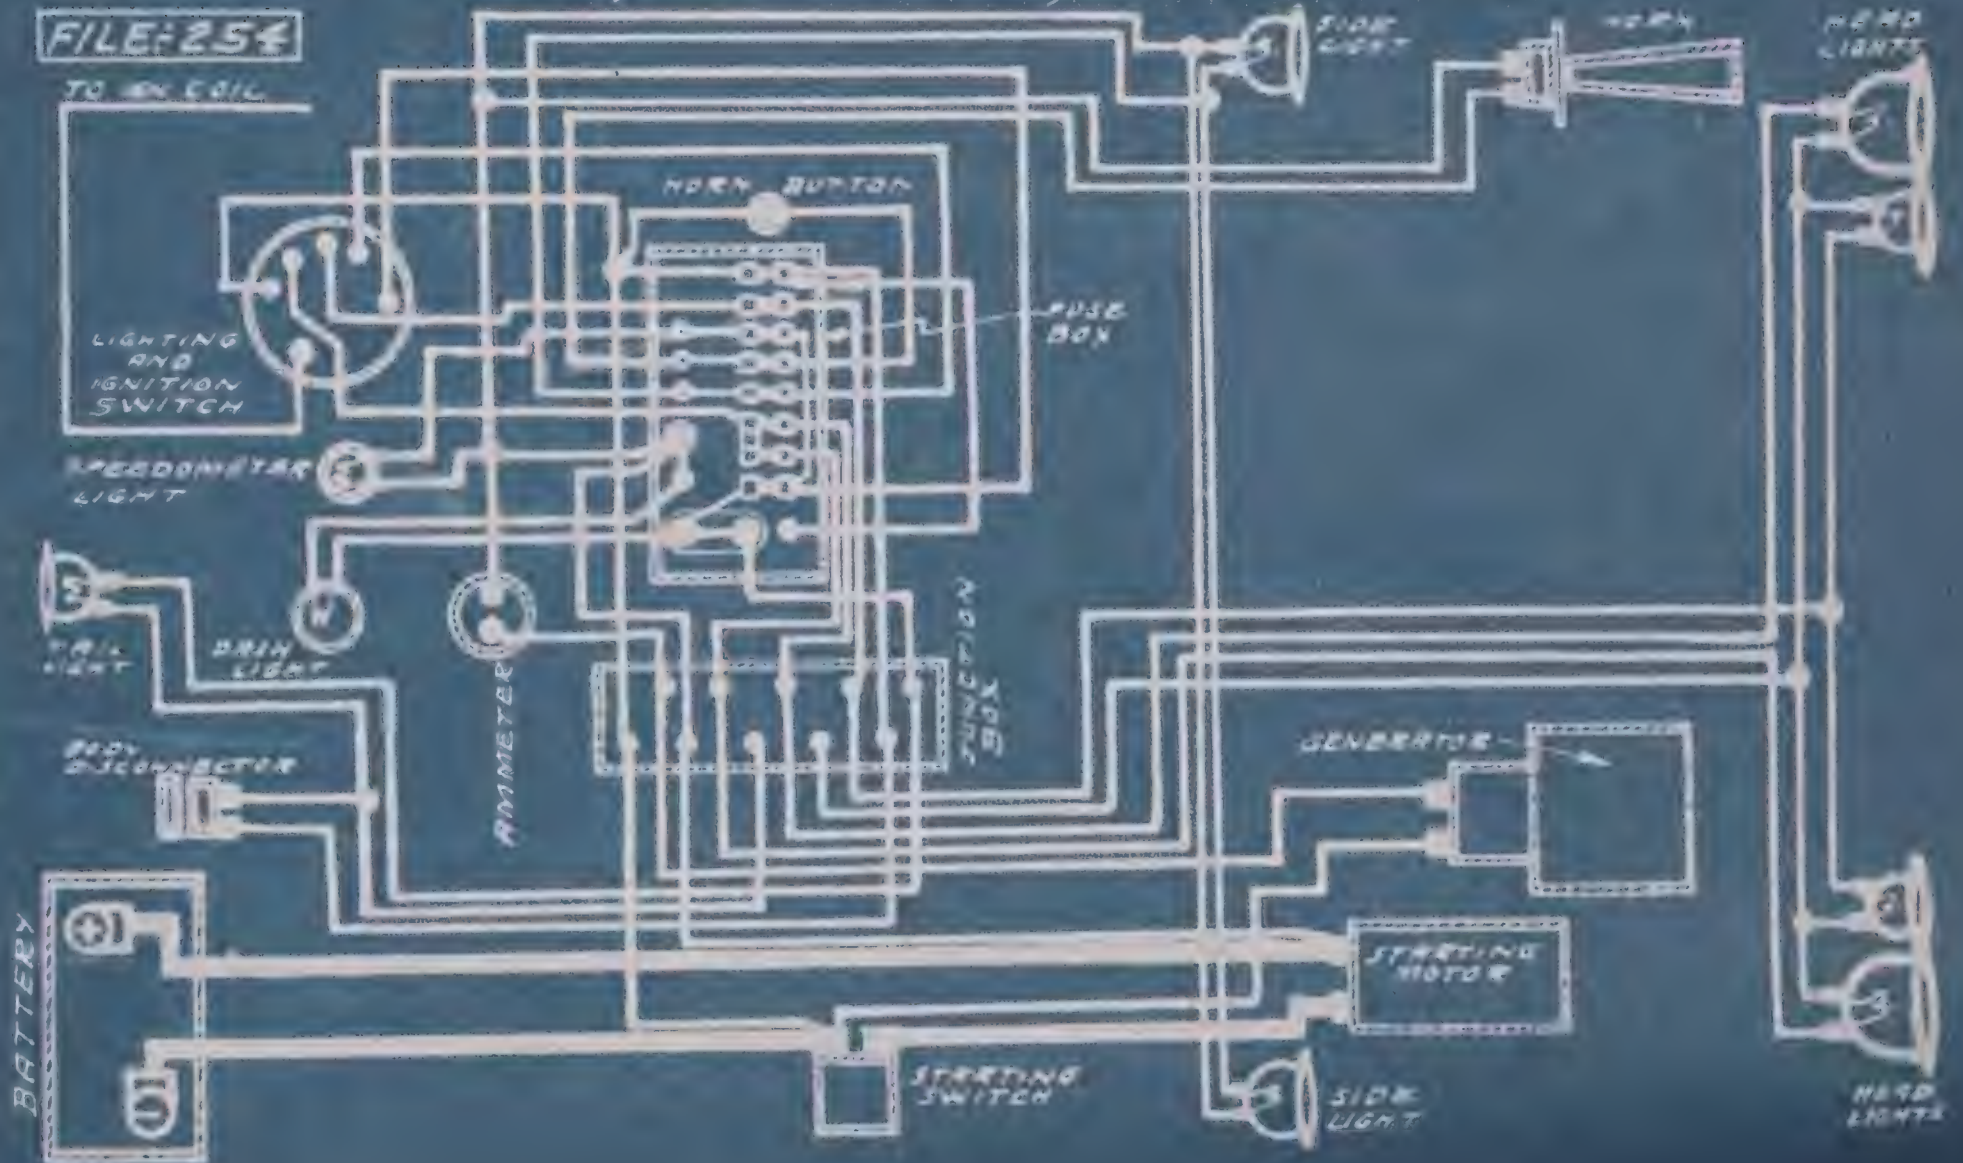 FILE-254
TO IGN COIL
SIDE
LIGHT
HORN
HEAD
LIGHTS
HORN BUTTON
FUSE
BOX
LIGHTING
AND
IGNITION
SWITCH
SPEEDOMETER
LIGHT
TAIL
LIGHT
DASH
LIGHT
AMMETER
JUNCTION
BOX
BODY
DISCONNECTOR
GENERATOR
BATTERY
STARTING
MOTOR
STARTING
SWITCH
SIDE
LIGHT
HEAD
LIGHTS